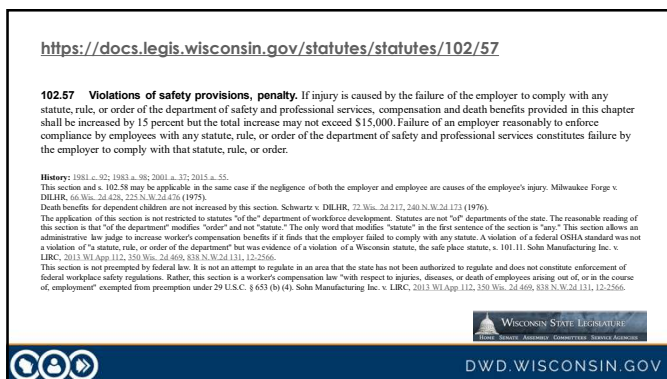 https://docs.legis.wisconsin.gov/statutes/statutes/102/57
102.57 Violations of safety provisions, penalty. If injury is caused by the failure of the employer to comply with any
statute, rule, or order of the department of safety and professional services, compensation and death benefits provided in this chapter
shall be increased by 15 percent but the total increase may not exceed $15,000. Failure of an employer reasonably to enforce
compliance by employees with any statute, rule, or order of the department of safety and professional services constitutes failure by
the employer to comply with that statute, rule, or order.
History: 1981 c. 92; 1983 a. 98; 2001 a. 37; 2015 a. 55.
This section and s. 102.58 may be applicable in the same case if the negligence of both the employer and employee are causes of the employee's injury. Milwaukee Forge v.
DILHR, 66 Wis. 2d 428, 225 N.W.2d 476 (1975).
Death benefits for dependent children are not increased by this section. Schwartz v. DILHR, 72 Wis. 2d 217, 240 N.W.2d 173 (1976).
The application of this section is not restricted to statutes "of the" department of workforce development. Statutes are not "of" departments of the state. The reasonable reading of
this section is that "of the department" modifies "order" and not "statute." The only word that modifies "statute" in the first sentence of the section is "any." This section allows an
administrative law judge to increase worker's compensation benefits if it finds that the employer failed to comply with any statute. A violation of a federal OSHA standard was not
a violation of "a statute, rule, or order of the department" but was evidence of a violation of a Wisconsin statute, the safe place statute, s. 101.11. Sohn Manufacturing Inc. v.
LIRC, 2013 WI App 112, 350 Wis. 2d 469, 838 N.W.2d 131, 12-2566.
This section is not preempted by federal law. It is not an attempt to regulate in an area that the state has not been authorized to regulate and does not constitute enforcement of
federal workplace safety regulations. Rather, this section is a worker's compensation law "with respect to injuries, diseases, or death of employees arising out of, or in the course
of, employment" exempted from preemption under 29 U.S.C. § 653 (b) (4). Sohn Manufacturing Inc. v. LIRC, 2013 WI App 112, 350 Wis. 2d 469, 838 N.W.2d 131, 12-2566.
WISCONSIN STATE LEGISLATURE
HOME SENATE ASSEMBLY COMMITTEES SERVICE AGENCIES
DWD.WISCONSIN.GOV